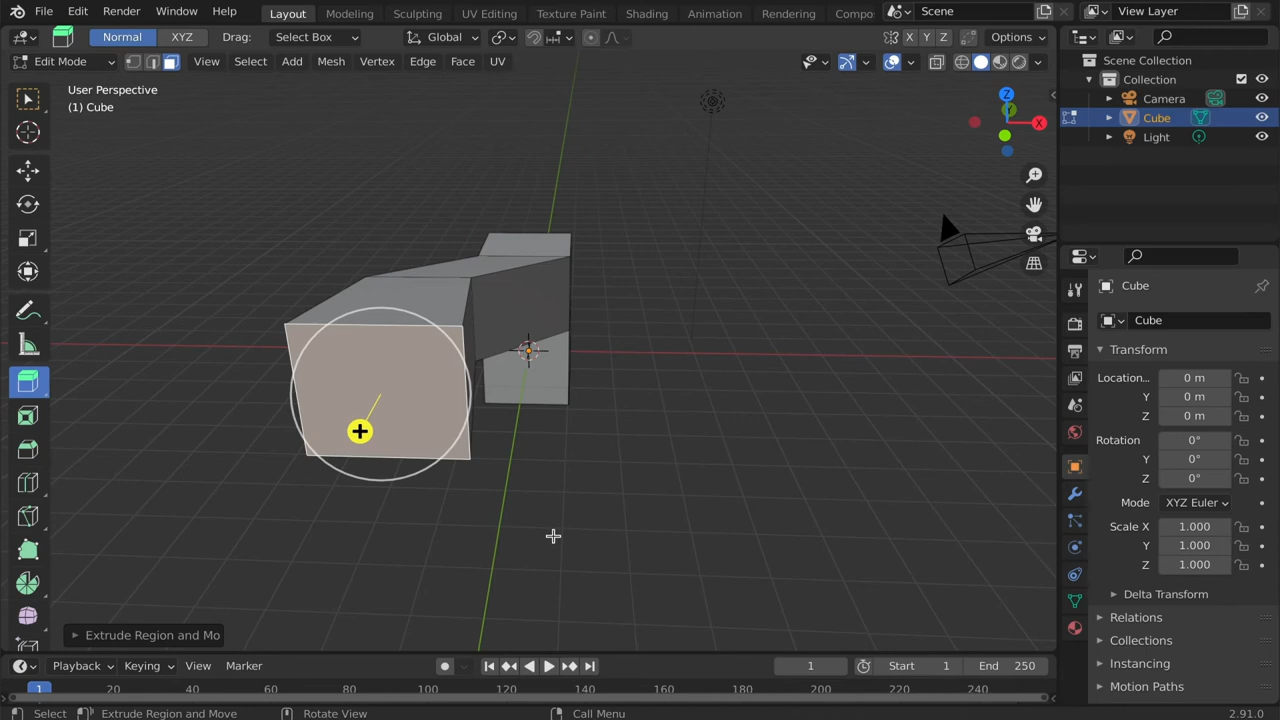 File Edit Render Window Help Layout Modeling Sculpting UV Editing Texture Paint Shading Animation Rendering Compo Scene View Layer
Normal XYZ Drag: Select Box Global X Y Z Options
Edit Mode View Select Add Mesh Vertex Edge Face UV
User Perspective
(1) Cube
Z
Y
X
Scene Collection
Collection
Camera
Cube
Light
Cube
Cube
Transform
Location... 0 m
Y 0 m
Z 0 m
Rotation 0°
Y 0°
Z 0°
Mode XYZ Euler
Scale X 1.000
Y 1.000
Z 1.000
Delta Transform
Relations
Collections
Instancing
Motion Paths
Extrude Region and Mo
Playback Keying View Marker 1 Start 1 End 250
1 20 40 60 80 100 120 140 160 180 200 220 240
Select Extrude Region and Move Rotate View Call Menu 2.91.0